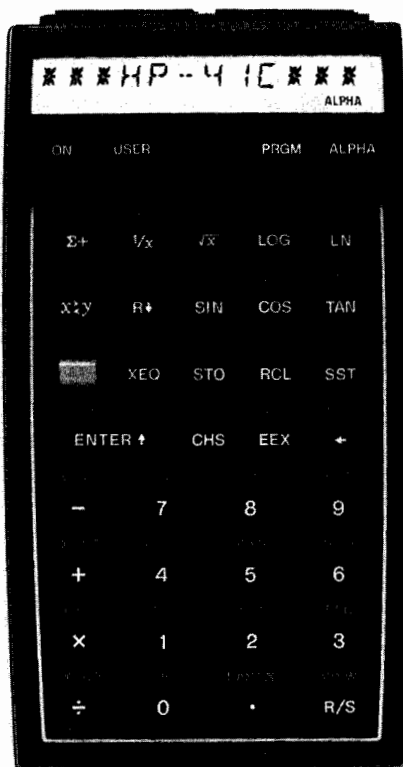 ***HP-41C***
ALPHA
ON USER PRGM ALPHA
Σ+ 1/x √x LOG LN
x≷y R↓ SIN COS TAN
XEQ STO RCL SST
ENTER↑ CHS EEX ←
− 7 8 9
+ 4 5 6
× 1 2 3
÷ 0 . R/S